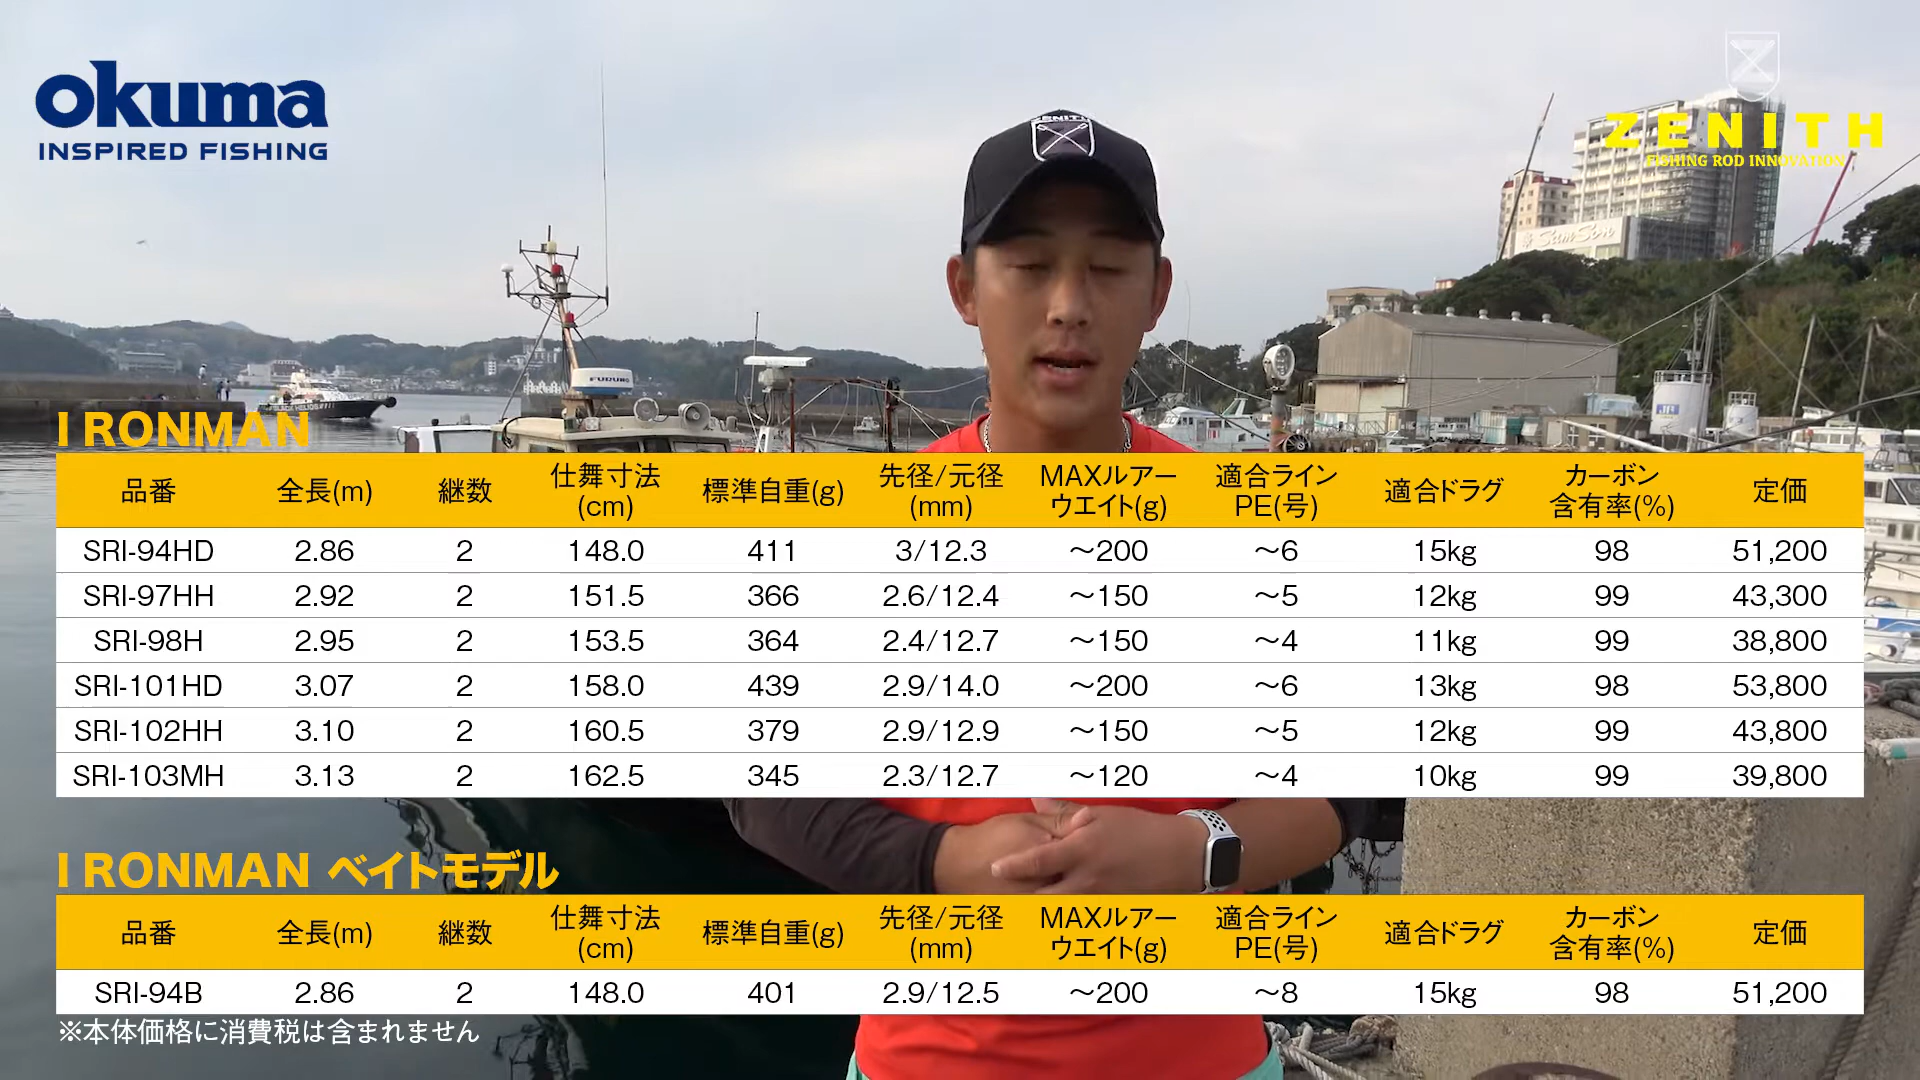 okuma
INSPIRED FISHING
ZENITH
FISHING ROD INNOVATION
ZENITH
SamSon
FURUNO
BLACK HELIOS
I RONMAN
品番 全長(m) 継数 仕舞寸法(cm) 標準自重(g) 先径/元径(mm) MAXルアーウエイト(g) 適合ラインPE(号) 適合ドラグ カーボン含有率(%) 定価
SRI-94HD 2.86 2 148.0 411 3/12.3 ～200 ～6 15kg 98 51,200
SRI-97HH 2.92 2 151.5 366 2.6/12.4 ～150 ～5 12kg 99 43,300
SRI-98H 2.95 2 153.5 364 2.4/12.7 ～150 ～4 11kg 99 38,800
SRI-101HD 3.07 2 158.0 439 2.9/14.0 ～200 ～6 13kg 98 53,800
SRI-102HH 3.10 2 160.5 379 2.9/12.9 ～150 ～5 12kg 99 43,800
SRI-103MH 3.13 2 162.5 345 2.3/12.7 ～120 ～4 10kg 99 39,800
I RONMAN ベイトモデル
品番 全長(m) 継数 仕舞寸法(cm) 標準自重(g) 先径/元径(mm) MAXルアーウエイト(g) 適合ラインPE(号) 適合ドラグ カーボン含有率(%) 定価
SRI-94B 2.86 2 148.0 401 2.9/12.5 ～200 ～8 15kg 98 51,200
※本体価格に消費税は含まれません